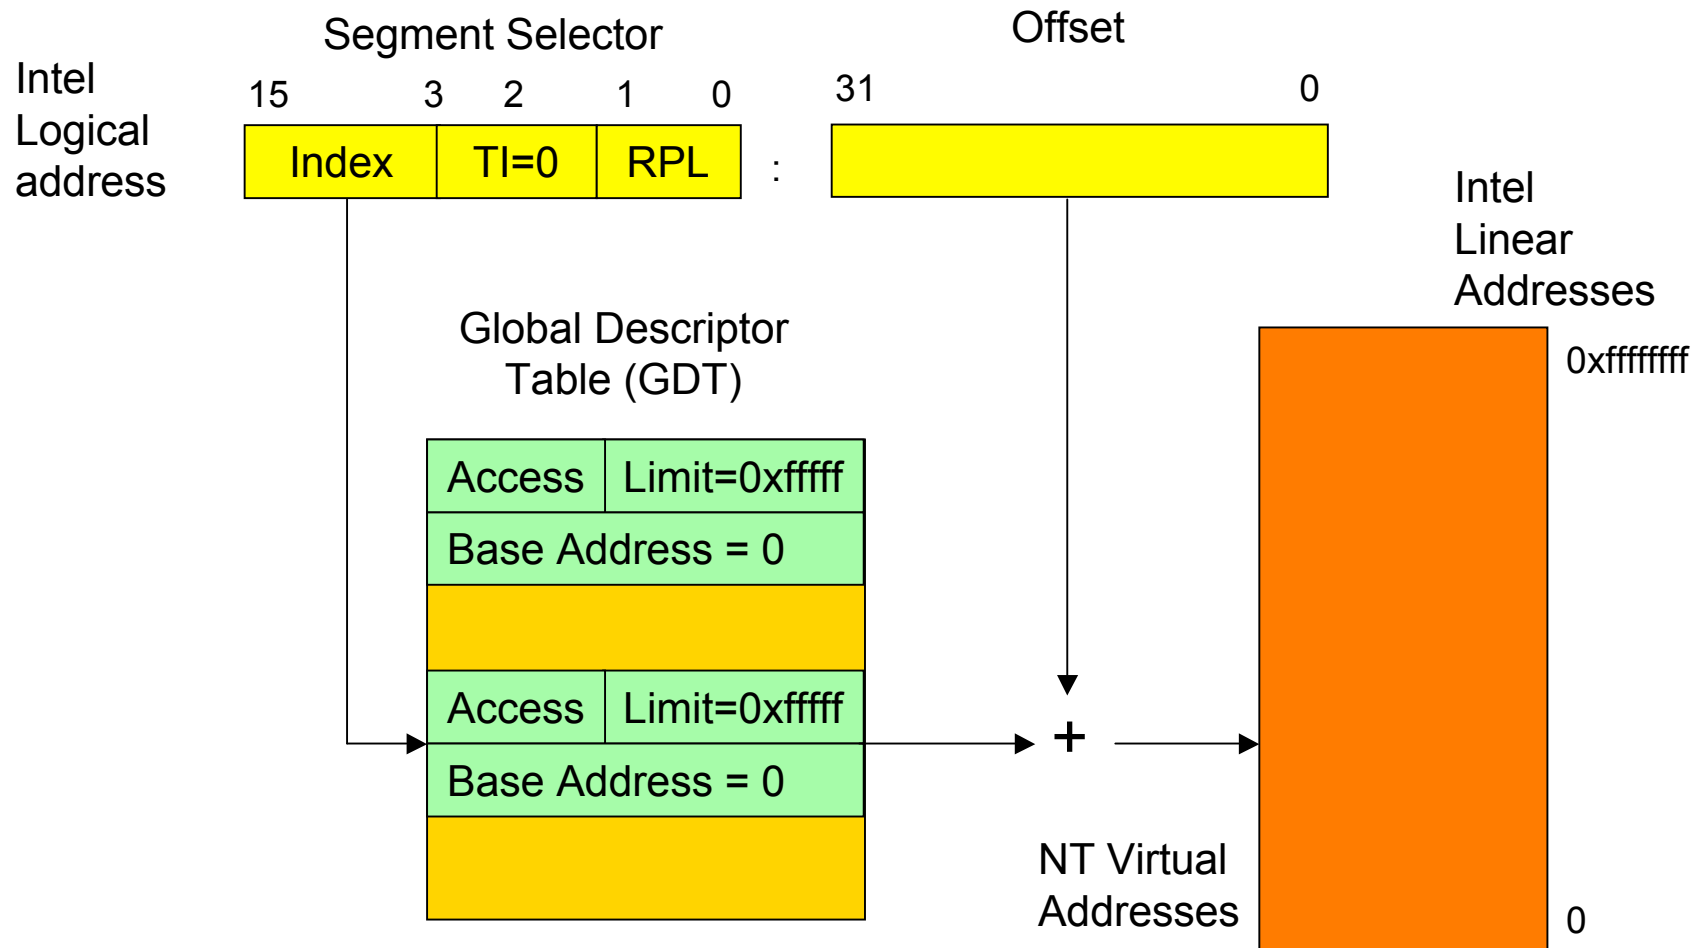 Segment Selector
Offset
Intel
Logical
address
15 3 2 1 0
31 0
Index TI=0 RPL :
Intel
Linear
Addresses
Global Descriptor
Table (GDT)
0xffffffff
Access Limit=0xfffff
Base Address = 0
Access Limit=0xfffff
+
Base Address = 0
NT Virtual
Addresses
0